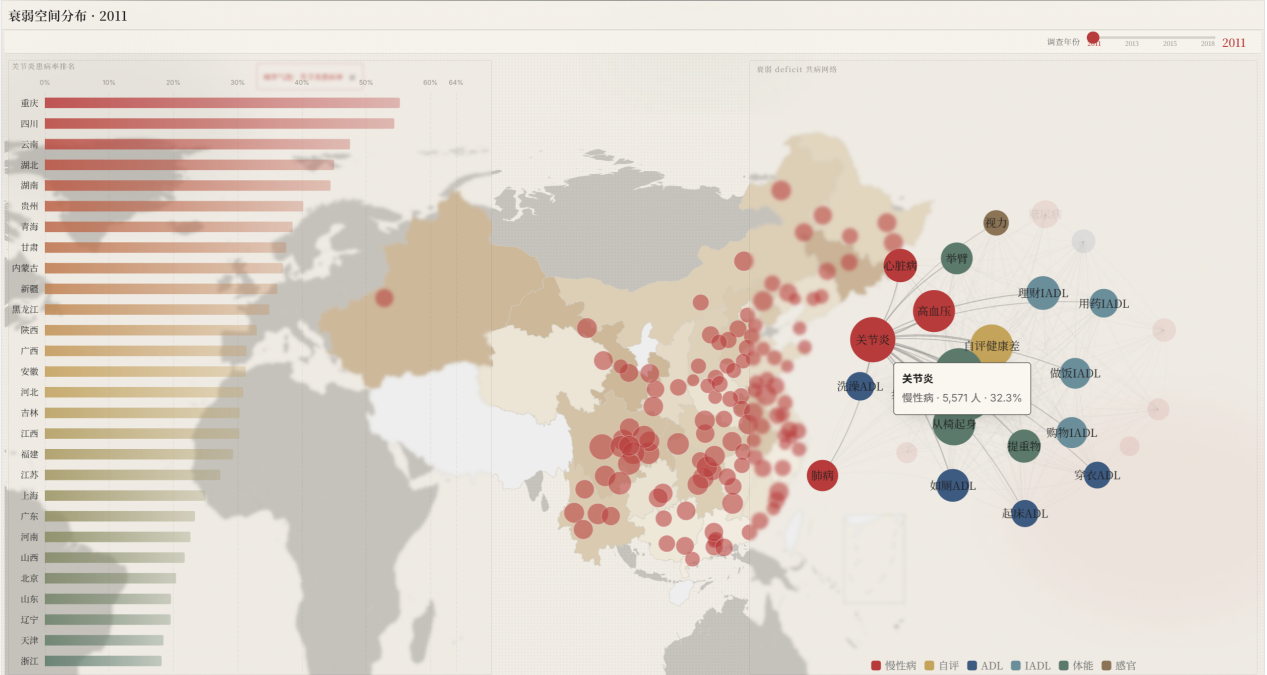 衰弱空间分布 · 2011
调查年份
2011
2013
2015
2018
2011
关节炎患病率排名
0%
10%
20%
30%
40%
50%
60%
64%
重庆
四川
云南
湖北
湖南
贵州
青海
甘肃
内蒙古
新疆
黑龙江
陕西
广西
安徽
河北
吉林
江西
福建
江苏
上海
广东
河南
山西
北京
山东
辽宁
天津
浙江
衰弱 deficit 共病网络
视力
举臂
心脏病
理财IADL
用药IADL
高血压
关节炎
自评健康差
做饭IADL
洗澡ADL
关节炎
慢性病 · 5,571 人 · 32.3%
从椅起身
购物IADL
提重物
肺病
穿衣ADL
如厕ADL
起床ADL
慢性病
自评
ADL
IADL
体能
感官